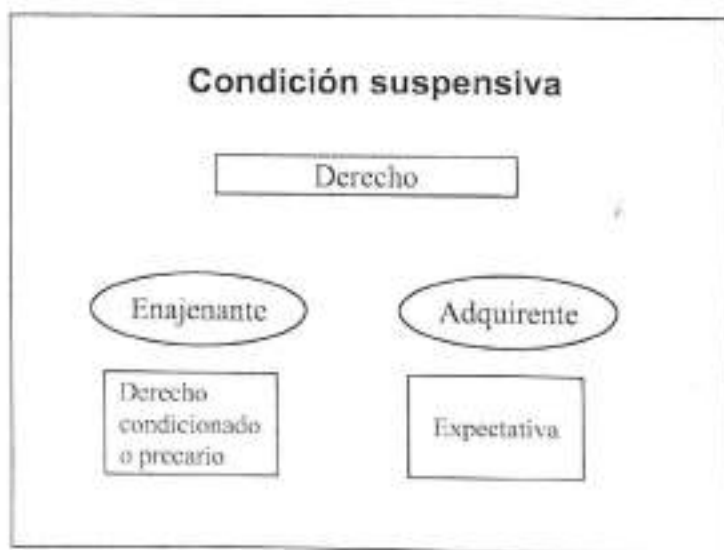 Condición suspensiva
Derecho
Enajenante
Adquirente
Derecho
condicionado
o precario
Expectativa